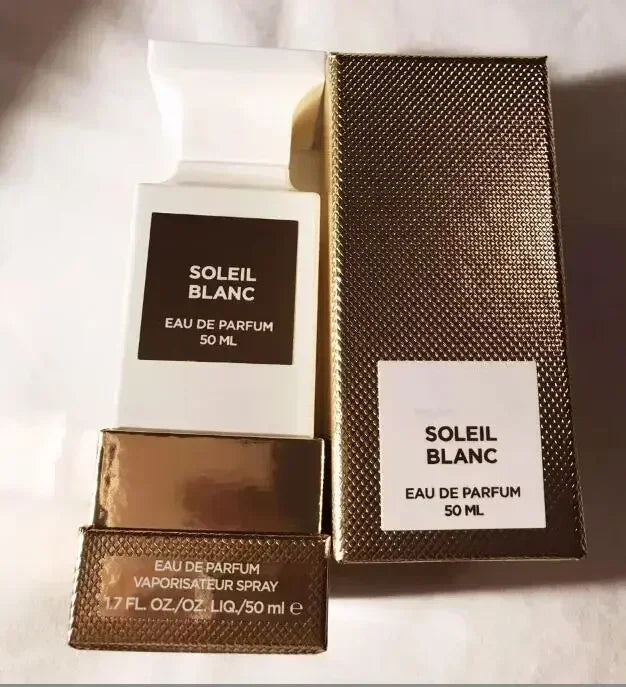 SOLEIL
BLANC
EAU DE PARFUM
50 ML
SOLEIL
BLANC
EAU DE PARFUM
50 ML
EAU DE PARFUM
VAPORISATEUR SPRAY
1.7 FL. OZ./OZ. LIQ./50 ml ℮